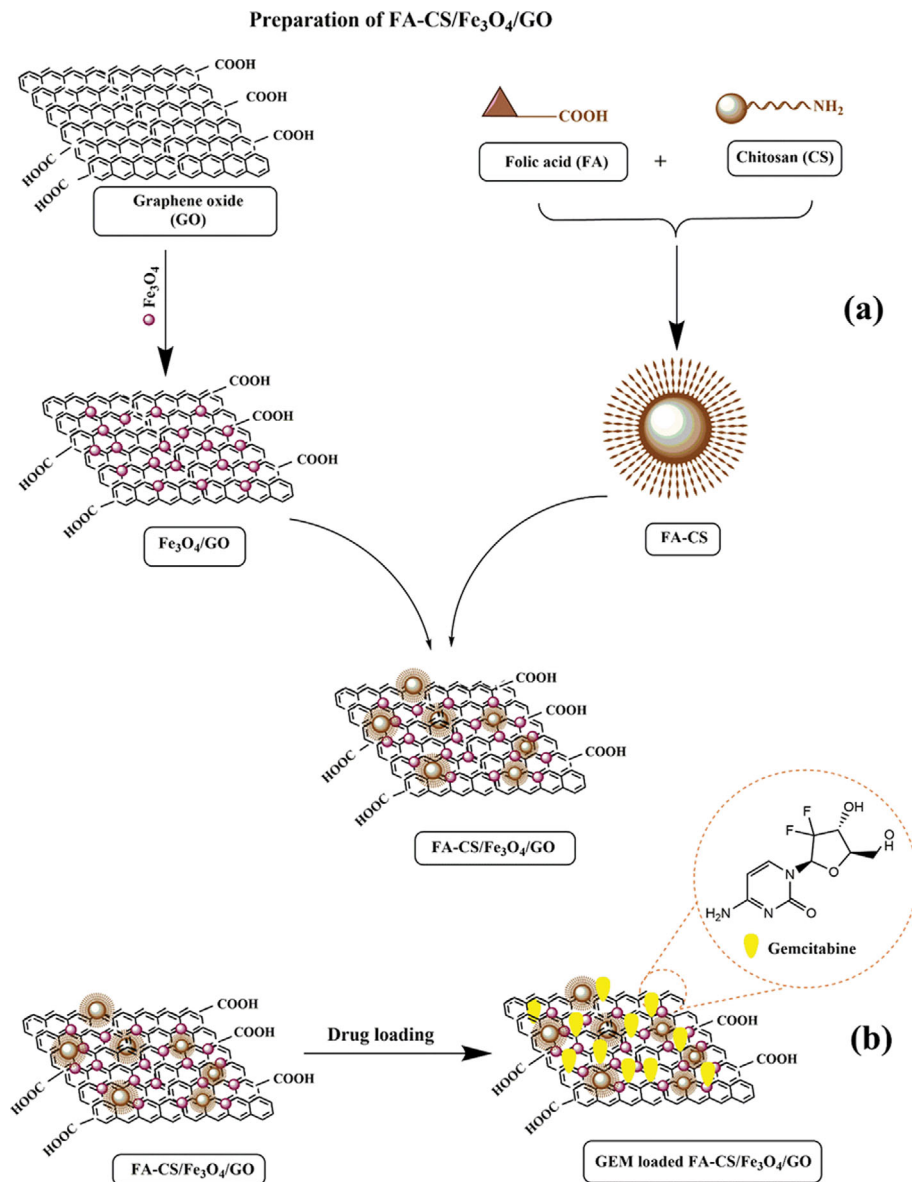 Preparation of FA-CS/Fe₃O₄/GO
COOH
COOH
COOH
HOOC
HOOC
Graphene oxide
(GO)
COOH
NH₂
Folic acid (FA)
+
Chitosan (CS)
Fe₃O₄
(a)
COOH
COOH
COOH
HOOC
HOOC
Fe₃O₄/GO
FA-CS
COOH
COOH
COOH
HOOC
HOOC
FA-CS/Fe₃O₄/GO
F
F
OH
O
H
N
O
H₂N
N
O
Gemcitabine
COOH
COOH
COOH
HOOC
HOOC
FA-CS/Fe₃O₄/GO
Drug loading
COOH
COOH
HOOC
HOOC
GEM loaded FA-CS/Fe₃O₄/GO
(b)